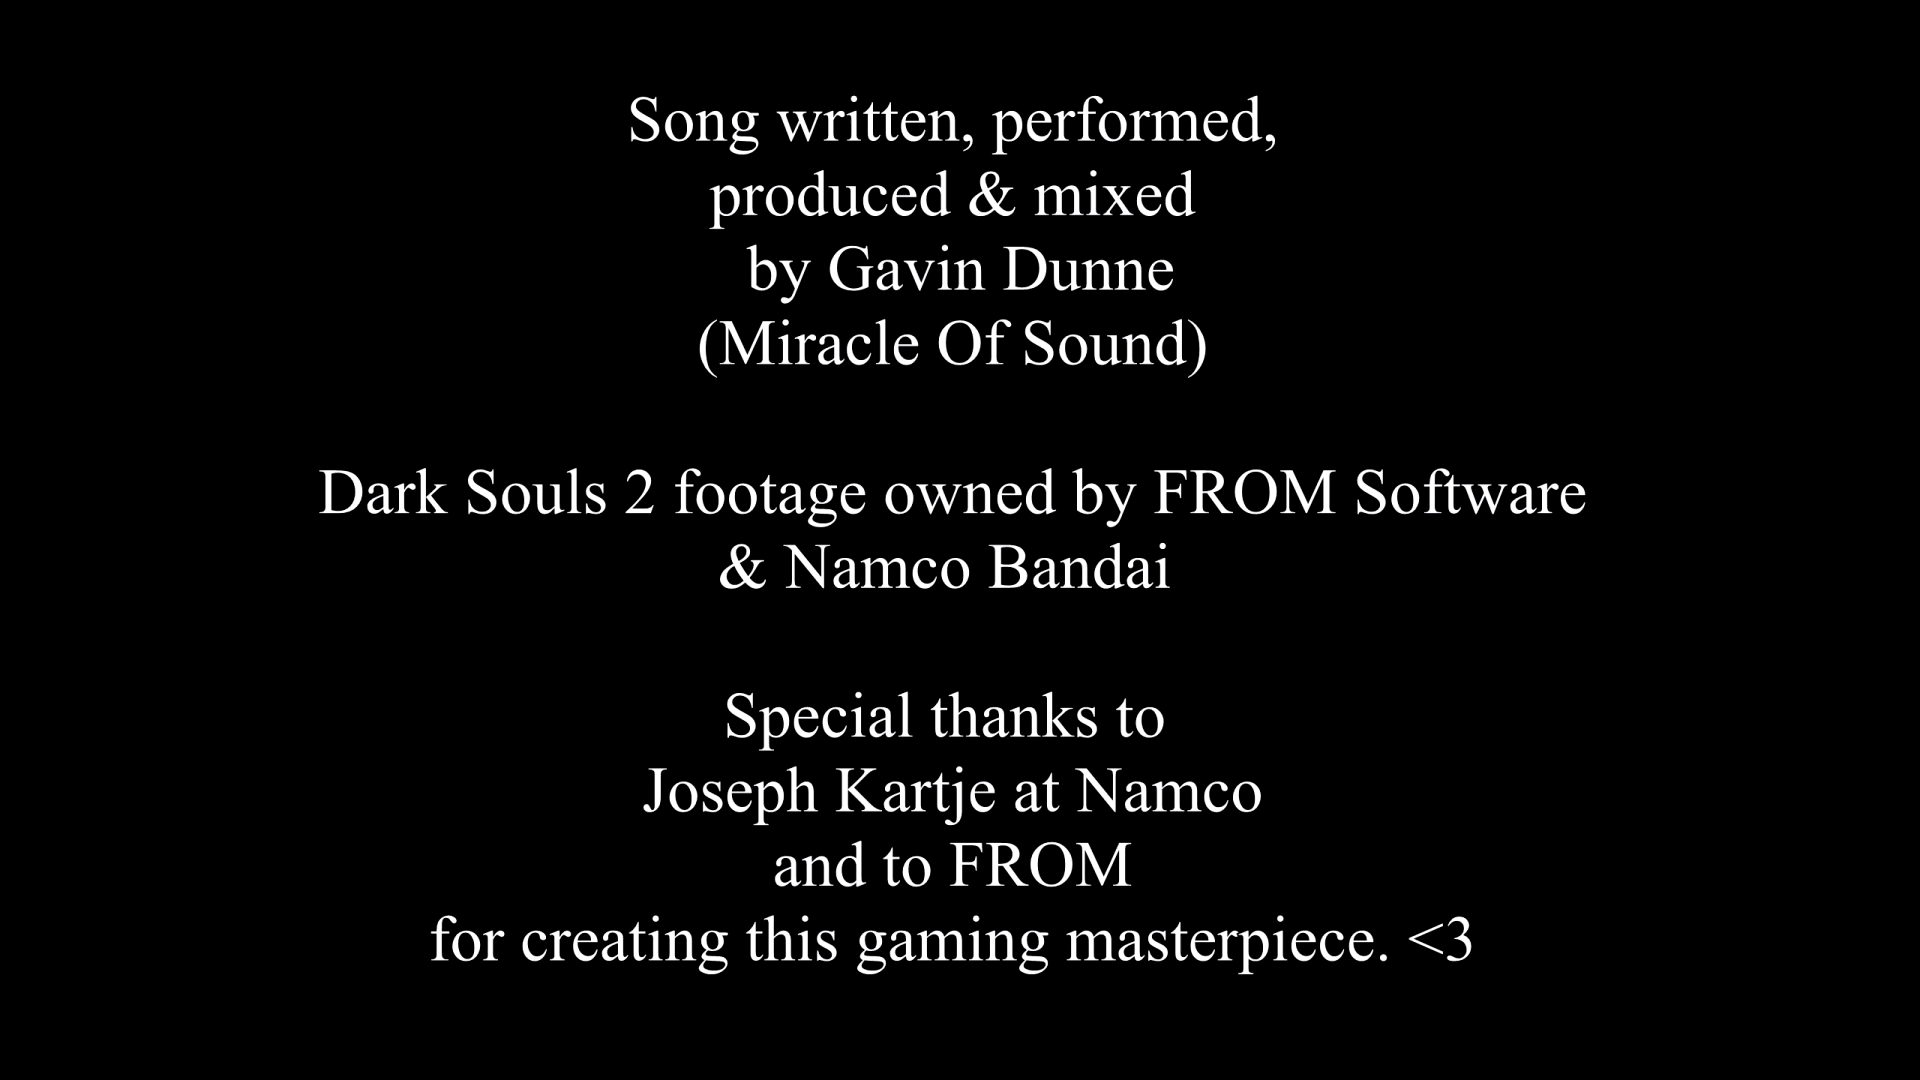 Song written, performed,
produced & mixed
by Gavin Dunne
(Miracle Of Sound)
Dark Souls 2 footage owned by FROM Software
& Namco Bandai
Special thanks to
Joseph Kartje at Namco
and to FROM
for creating this gaming masterpiece. <3